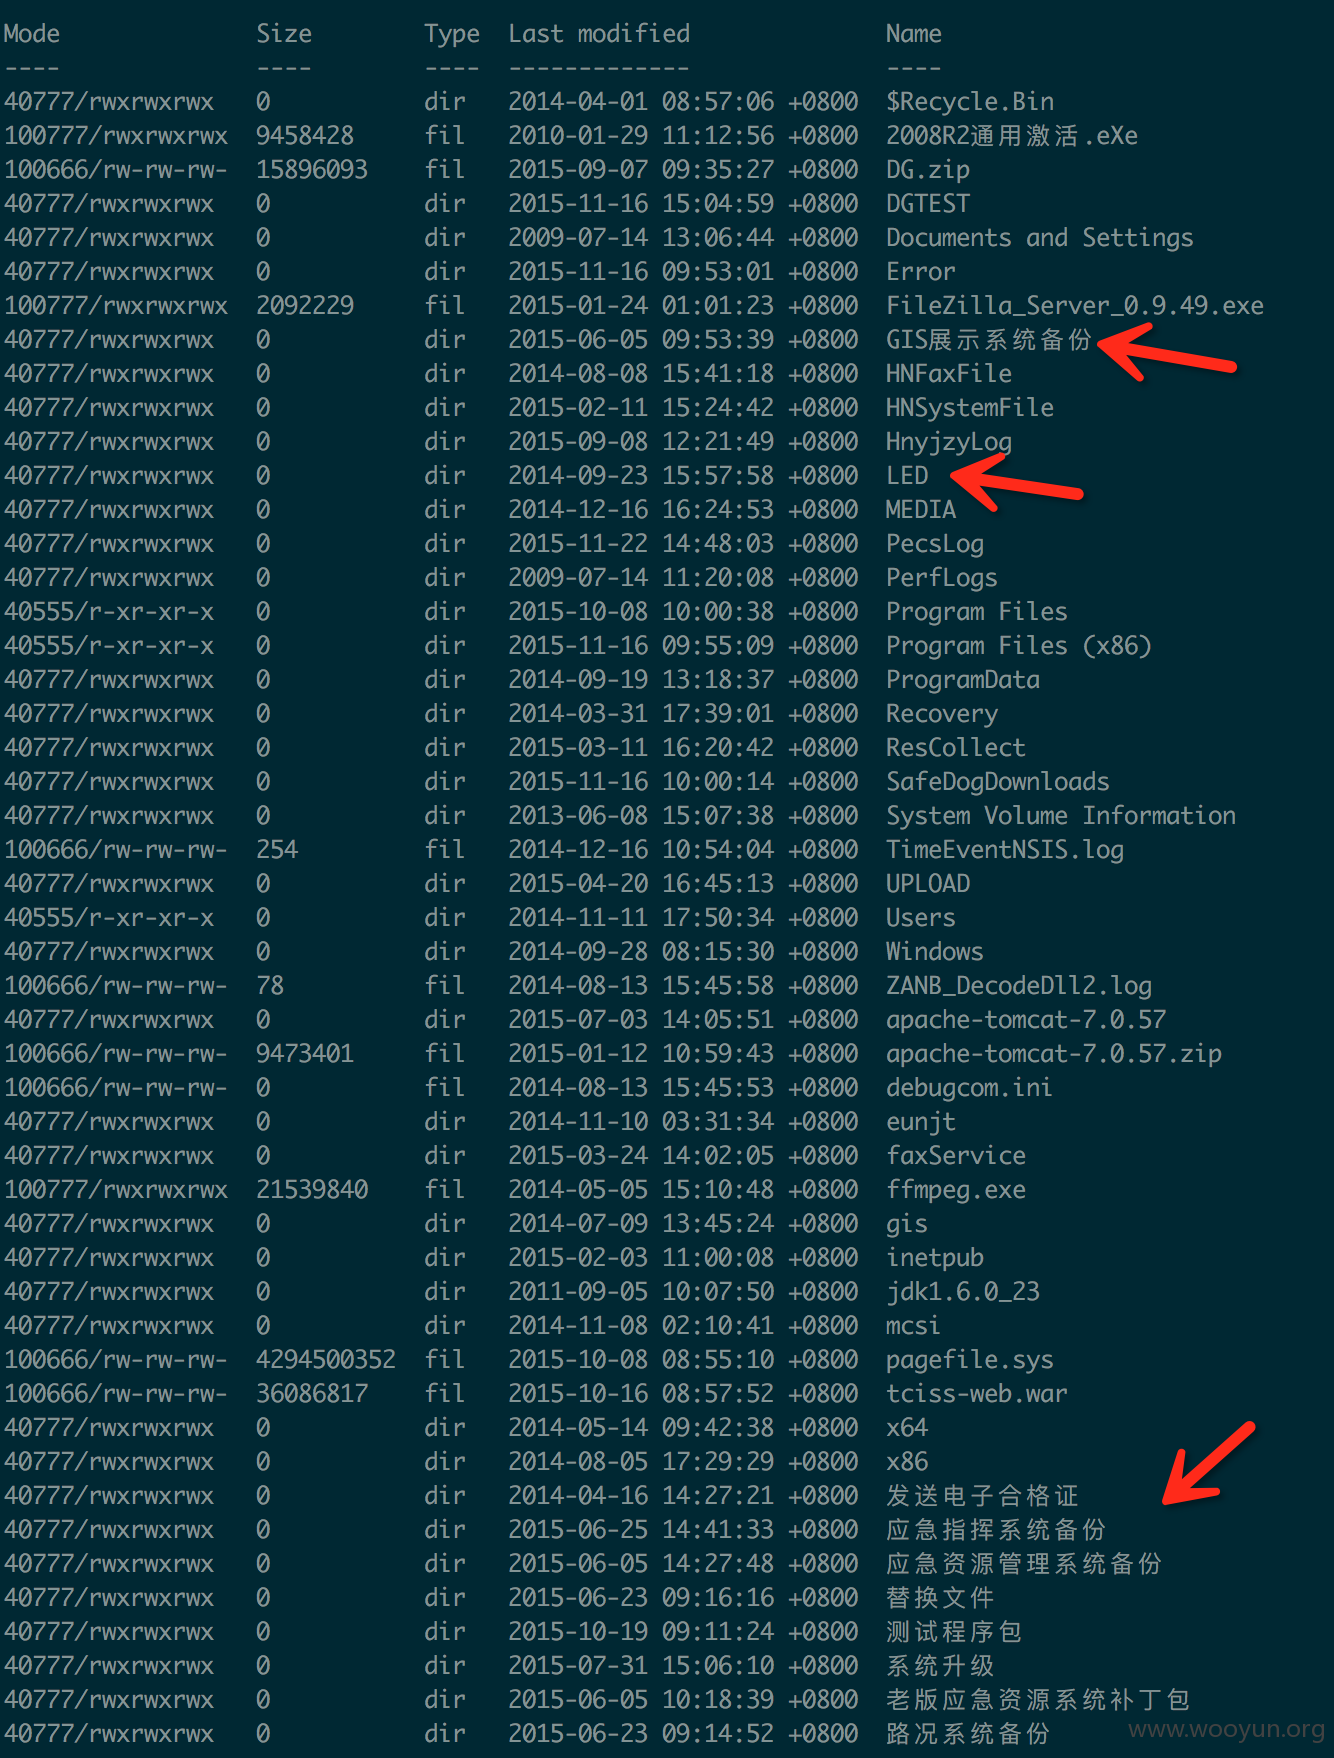 Mode Size Type Last modified Name
---- ---- ---- ------------- ----
40777/rwxrwxrwx 0 dir 2014-04-01 08:57:06 +0800 $Recycle.Bin
100777/rwxrwxrwx 9458428 fil 2010-01-29 11:12:56 +0800 2008R2通用激活.eXe
100666/rw-rw-rw- 15896093 fil 2015-09-07 09:35:27 +0800 DG.zip
40777/rwxrwxrwx 0 dir 2015-11-16 15:04:59 +0800 DGTEST
40777/rwxrwxrwx 0 dir 2009-07-14 13:06:44 +0800 Documents and Settings
40777/rwxrwxrwx 0 dir 2015-11-16 09:53:01 +0800 Error
100777/rwxrwxrwx 2092229 fil 2015-01-24 01:01:23 +0800 FileZilla_Server_0.9.49.exe
40777/rwxrwxrwx 0 dir 2015-06-05 09:53:39 +0800 GIS展示系统备份
40777/rwxrwxrwx 0 dir 2014-08-08 15:41:18 +0800 HNFaxFile
40777/rwxrwxrwx 0 dir 2015-02-11 15:24:42 +0800 HNSystemFile
40777/rwxrwxrwx 0 dir 2015-09-08 12:21:49 +0800 HnyjzyLog
40777/rwxrwxrwx 0 dir 2014-09-23 15:57:58 +0800 LED
40777/rwxrwxrwx 0 dir 2014-12-16 16:24:53 +0800 MEDIA
40777/rwxrwxrwx 0 dir 2015-11-22 14:48:03 +0800 PecsLog
40777/rwxrwxrwx 0 dir 2009-07-14 11:20:08 +0800 PerfLogs
40555/r-xr-xr-x 0 dir 2015-10-08 10:00:38 +0800 Program Files
40555/r-xr-xr-x 0 dir 2015-11-16 09:55:09 +0800 Program Files (x86)
40777/rwxrwxrwx 0 dir 2014-09-19 13:18:37 +0800 ProgramData
40777/rwxrwxrwx 0 dir 2014-03-31 17:39:01 +0800 Recovery
40777/rwxrwxrwx 0 dir 2015-03-11 16:20:42 +0800 ResCollect
40777/rwxrwxrwx 0 dir 2015-11-16 10:00:14 +0800 SafeDogDownloads
40777/rwxrwxrwx 0 dir 2013-06-08 15:07:38 +0800 System Volume Information
100666/rw-rw-rw- 254 fil 2014-12-16 10:54:04 +0800 TimeEventNSIS.log
40777/rwxrwxrwx 0 dir 2015-04-20 16:45:13 +0800 UPLOAD
40555/r-xr-xr-x 0 dir 2014-11-11 17:50:34 +0800 Users
40777/rwxrwxrwx 0 dir 2014-09-28 08:15:30 +0800 Windows
100666/rw-rw-rw- 78 fil 2014-08-13 15:45:58 +0800 ZANB_DecodeDll2.log
40777/rwxrwxrwx 0 dir 2015-07-03 14:05:51 +0800 apache-tomcat-7.0.57
100666/rw-rw-rw- 9473401 fil 2015-01-12 10:59:43 +0800 apache-tomcat-7.0.57.zip
100666/rw-rw-rw- 0 fil 2014-08-13 15:45:53 +0800 debugcom.ini
40777/rwxrwxrwx 0 dir 2014-11-10 03:31:34 +0800 eunjt
40777/rwxrwxrwx 0 dir 2015-03-24 14:02:05 +0800 faxService
100777/rwxrwxrwx 21539840 fil 2014-05-05 15:10:48 +0800 ffmpeg.exe
40777/rwxrwxrwx 0 dir 2014-07-09 13:45:24 +0800 gis
40777/rwxrwxrwx 0 dir 2015-02-03 11:00:08 +0800 inetpub
40777/rwxrwxrwx 0 dir 2011-09-05 10:07:50 +0800 jdk1.6.0_23
40777/rwxrwxrwx 0 dir 2014-11-08 02:10:41 +0800 mcsi
100666/rw-rw-rw- 4294500352 fil 2015-10-08 08:55:10 +0800 pagefile.sys
100666/rw-rw-rw- 36086817 fil 2015-10-16 08:57:52 +0800 tciss-web.war
40777/rwxrwxrwx 0 dir 2014-05-14 09:42:38 +0800 x64
40777/rwxrwxrwx 0 dir 2014-08-05 17:29:29 +0800 x86
40777/rwxrwxrwx 0 dir 2014-04-16 14:27:21 +0800 发送电子合格证
40777/rwxrwxrwx 0 dir 2015-06-25 14:41:33 +0800 应急指挥系统备份
40777/rwxrwxrwx 0 dir 2015-06-05 14:27:48 +0800 应急资源管理系统备份
40777/rwxrwxrwx 0 dir 2015-06-23 09:16:16 +0800 替换文件
40777/rwxrwxrwx 0 dir 2015-10-19 09:11:24 +0800 测试程序包
40777/rwxrwxrwx 0 dir 2015-07-31 15:06:10 +0800 系统升级
40777/rwxrwxrwx 0 dir 2015-06-05 10:18:39 +0800 老版应急资源系统补丁包
40777/rwxrwxrwx 0 dir 2015-06-23 09:14:52 +0800 路况系统备份
www.wooyun.org